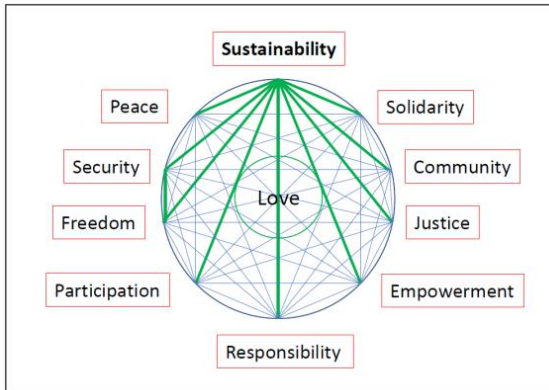 Sustainability
Peace
Solidarity
Security
Community
Love
Freedom
Justice
Participation
Empowerment
Responsibility